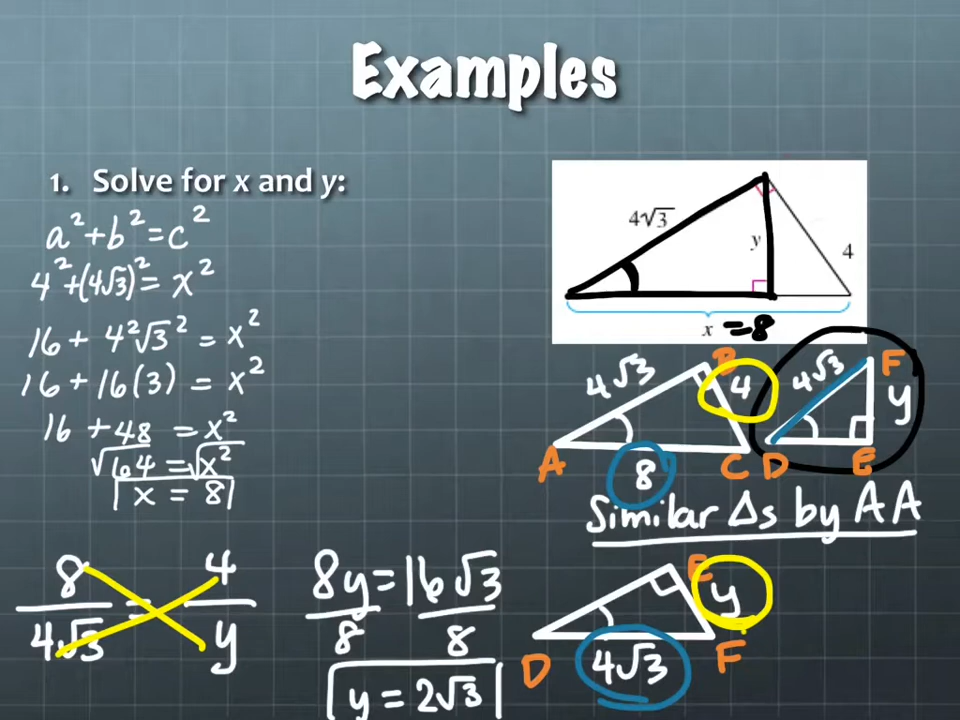 Examples
1. Solve for x and y:
a²+b²=c²
4²+(4√3)²= x²
16 + 4²√3² = x²
16 + 16(3) = x²
16 + 48 = x²
√64 = √x²
x = 8
4√3
y
4
x = 8
4√3
B
4
A
8
C
4√3
F
y
D
E
Similar Δs by AA
8/4√3 = 4/y
8y/8 = 16√3/8
y = 2√3
E
y
D
4√3
F